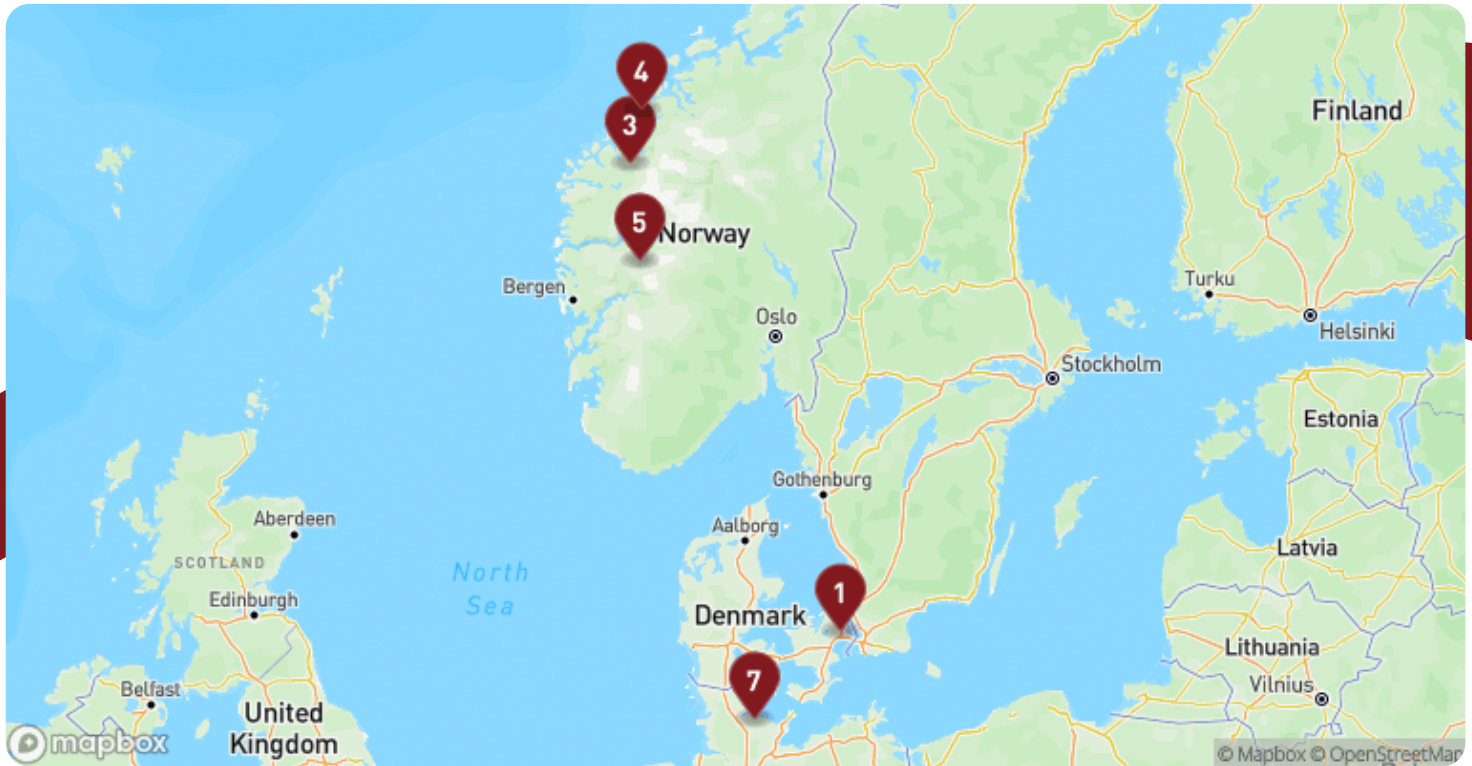 4
3
Finland
5
Norway
Turku
Bergen
Oslo
Helsinki
Stockholm
Estonia
Gothenburg
Aberdeen
Aalborg
SCOTLAND
Latvia
North
Sea
1
Edinburgh
Denmark
Lithuania
7
Vilnius
Belfast
United
Kingdom
mapbox
© Mapbox © OpenStreetMap